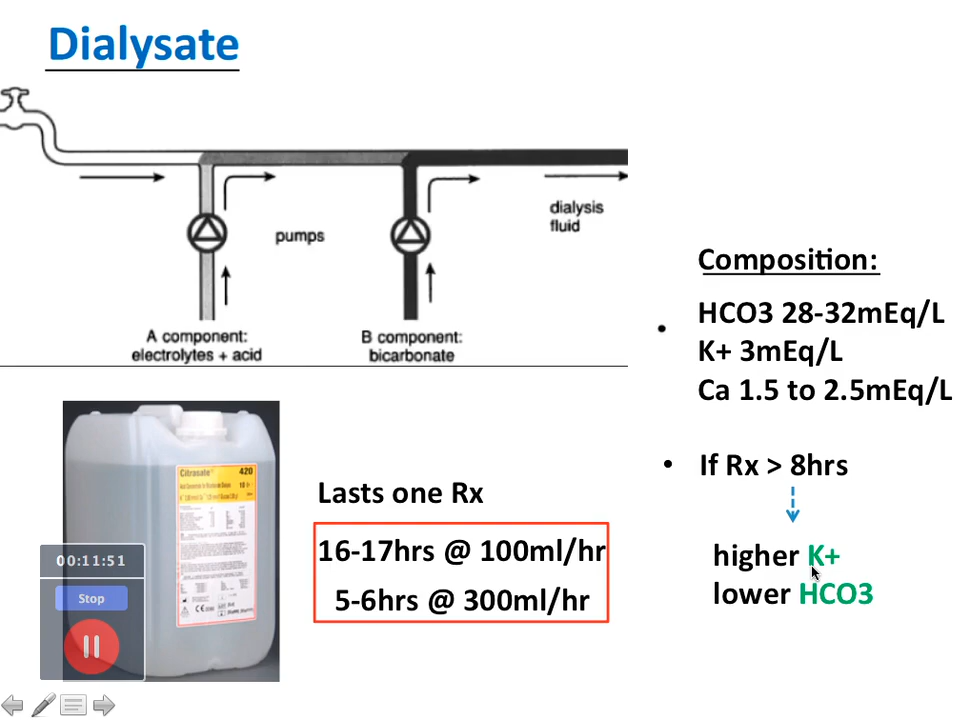 Dialysate
pumps
dialysis
fluid
A component:
electrolytes + acid
B component:
bicarbonate
Composition:
• HCO3 28-32mEq/L
K+ 3mEq/L
Ca 1.5 to 2.5mEq/L
• If Rx > 8hrs
higher K+
lower HCO3
Citrasate
420
00:11:51
Stop
Lasts one Rx
16-17hrs @ 100ml/hr
5-6hrs @ 300ml/hr